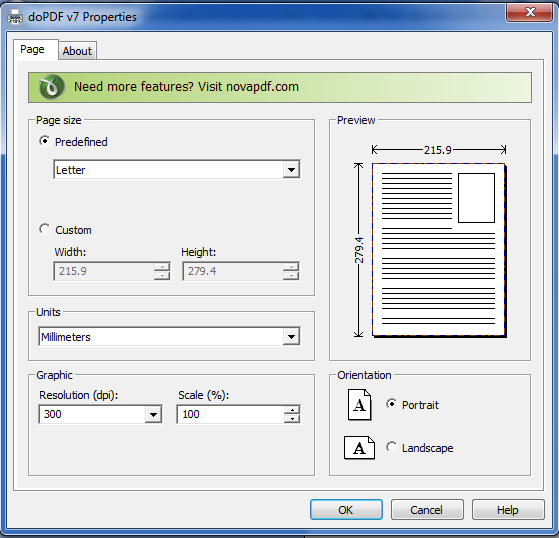 doPDF v7 Properties
Page
About
Need more features? Visit novapdf.com
Page size
Predefined
Letter
Custom
Width:
Height:
215.9
279.4
Units
Millimeters
Graphic
Resolution (dpi):
Scale (%):
300
100
Preview
215.9
279.4
Orientation
A
Portrait
A
Landscape
OK
Cancel
Help